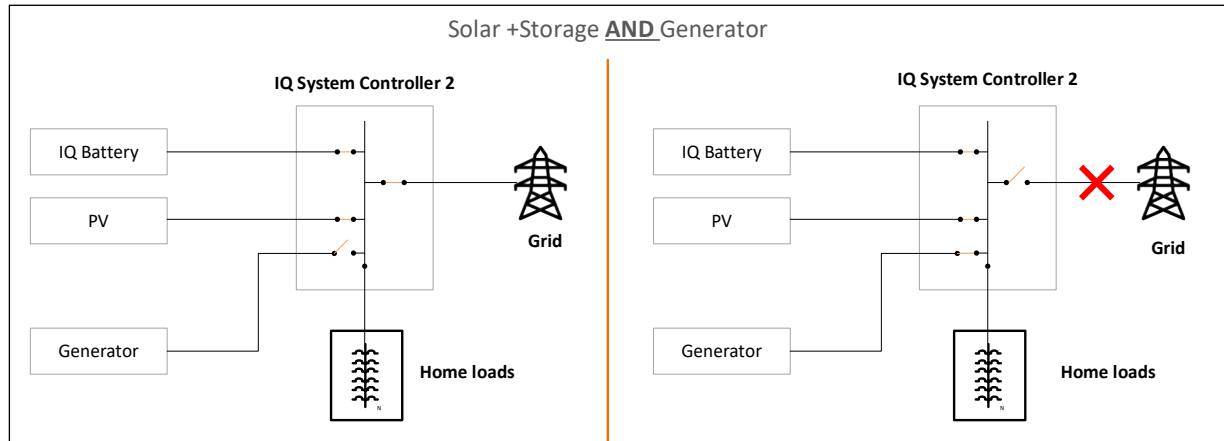 Solar +Storage AND Generator
IQ System Controller 2
IQ Battery
PV
Grid
Generator
Home loads
N
IQ System Controller 2
IQ Battery
PV
Grid
Generator
Home loads
N